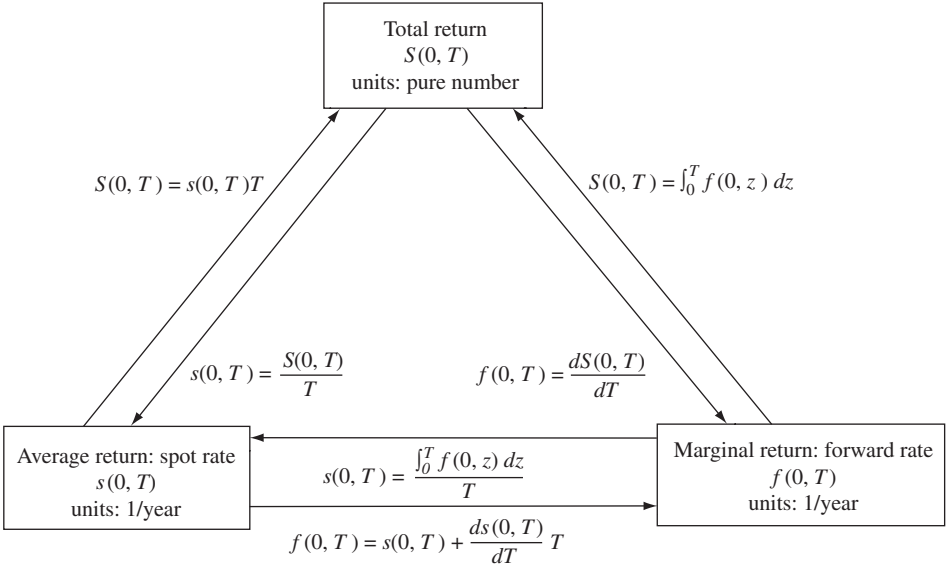 Total return
S(0, T)
units: pure number
S(0, T) = s(0, T)T
S(0, T) = ∫₀ᵀ f(0, z) dz
s(0, T) = S(0, T)/T
f(0, T) = dS(0, T)/dT
Average return: spot rate
s(0, T)
units: 1/year
Marginal return: forward rate
f(0, T)
units: 1/year
s(0, T) = ∫₀ᵀ f(0, z) dz/T
f(0, T) = s(0, T) + ds(0, T)/dT T